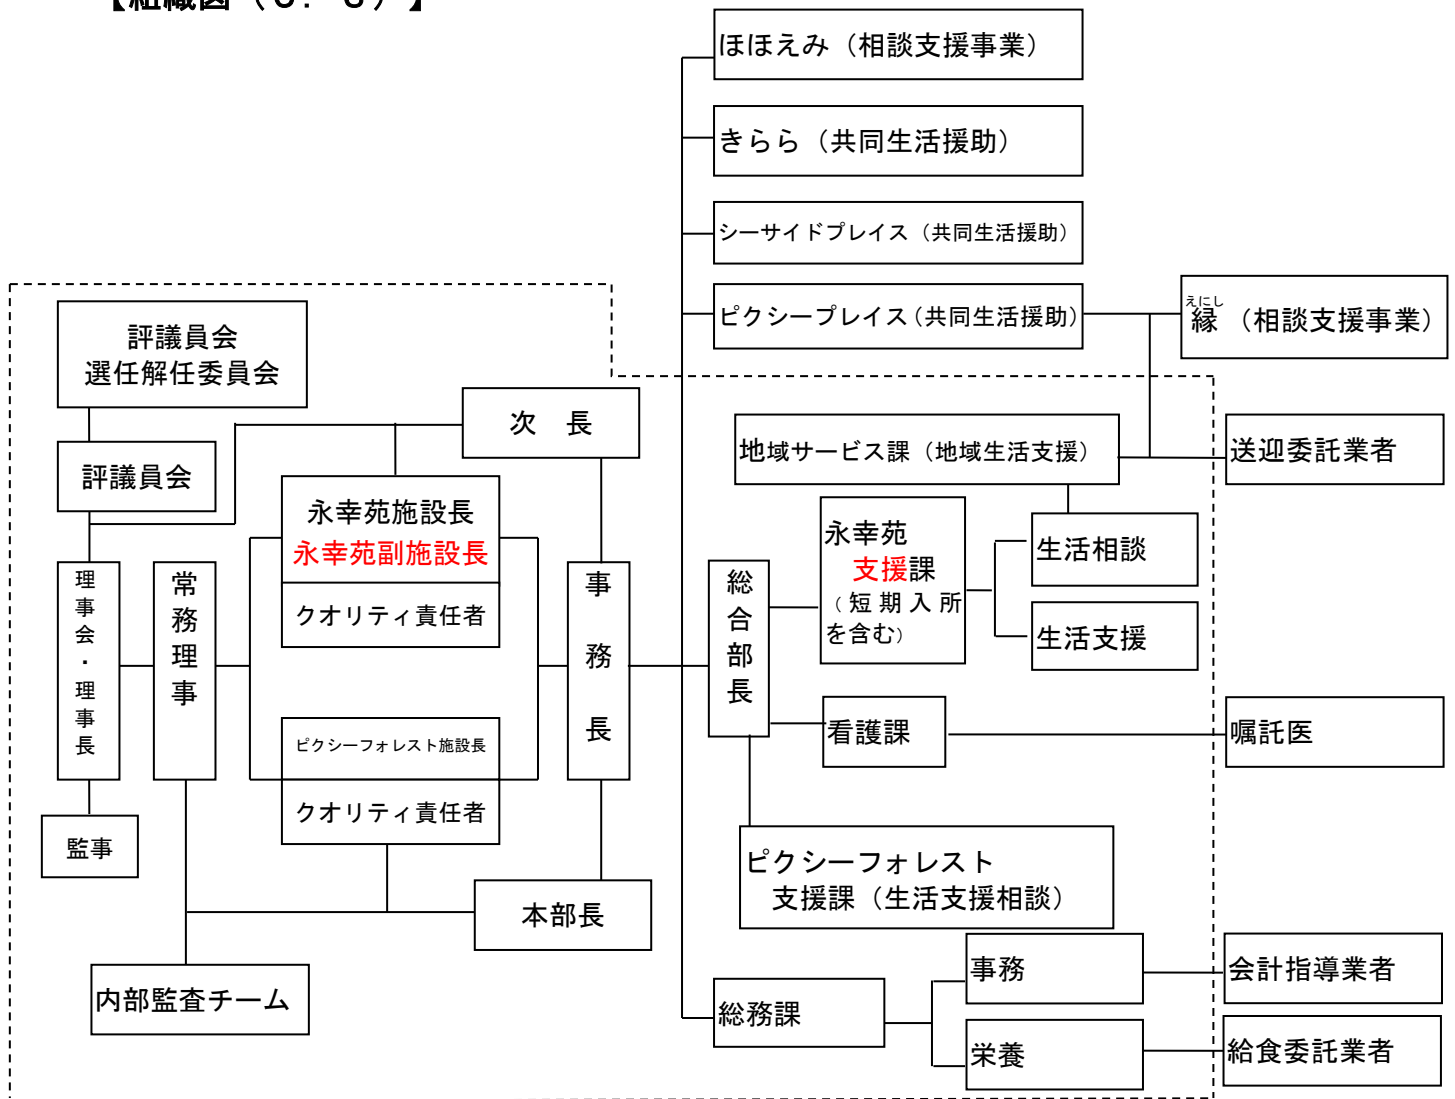 ほほえみ（相談支援事業）
きらら（共同生活援助）
シーサイドプレイス（共同生活援助）
ピクシープレイス（共同生活援助）
えにし
縁（相談支援事業）
評議員会
選任解任委員会
次　長
評議員会
地域サービス課（地域生活支援）
送迎委託業者
永幸苑施設長
永幸苑副施設長
クオリティ責任者
理事会・理事長
常務理事
事務長
総合部長
永幸苑
支援課
（短期入所
を含む）
生活相談
生活支援
ピクシーフォレスト施設長
クオリティ責任者
看護課
嘱託医
監事
ピクシーフォレスト
支援課（生活支援相談）
本部長
内部監査チーム
総務課
事務
会計指導業者
栄養
給食委託業者